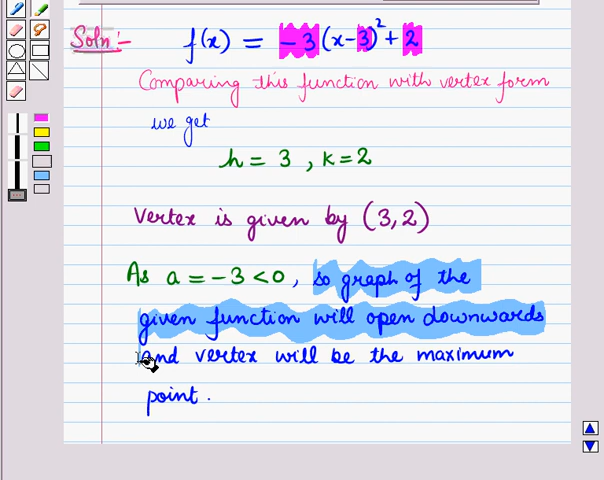 Soln:- f(x) = -3(x-3)² + 2
Comparing this function with vertex form
we get
h = 3 , k = 2
Vertex is given by (3,2)
As a = -3 < 0, so graph of the
given function will open downwards
and vertex will be the maximum
point.